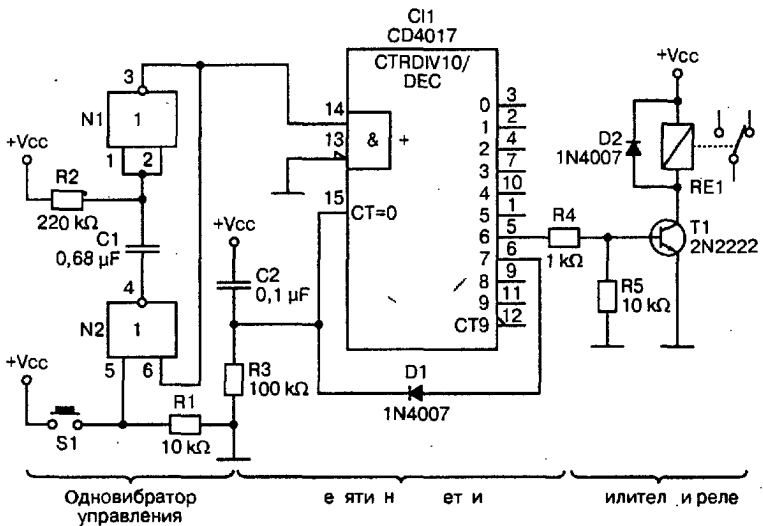 CI1
CD4017
CTRDIV10/
DEC
3
N1
1
1
2
+Vcc
R2
220 kΩ
C1
0,68 µF
4
N2
1
5
6
+Vcc
S1
R1
10 kΩ
+Vcc
C2
0,1 µF
R3
100 kΩ
14
13
&
+
15
CT=0
0
3
1
2
2
4
3
7
4
10
5
1
6
5
7
6
8
9
9
11
CT9
12
D1
1N4007
R4
1 kΩ
R5
10 kΩ
+Vcc
D2
1N4007
RE1
T1
2N2222
Одновибратор
управления
и реле